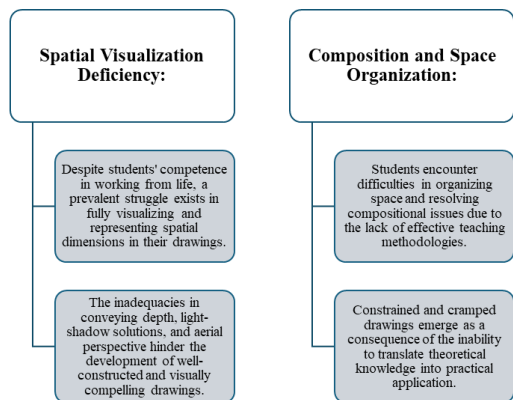 Spatial Visualization
Deficiency:
Despite students' competence
in working from life, a
prevalent struggle exists in
fully visualizing and
representing spatial
dimensions in their drawings.
The inadequacies in
conveying depth, light-
shadow solutions, and aerial
perspective hinder the
development of well-
constructed and visually
compelling drawings.
Composition and Space
Organization:
Students encounter
difficulties in organizing
space and resolving
compositional issues due to
the lack of effective teaching
methodologies.
Constrained and cramped
drawings emerge as a
consequence of the inability
to translate theoretical
knowledge into practical
application.